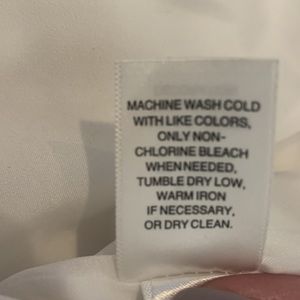 MACHINE WASH COLD
WITH LIKE COLORS,
ONLY NON-
CHLORINE BLEACH
WHEN NEEDED,
TUMBLE DRY LOW,
WARM IRON
IF NECESSARY,
OR DRY CLEAN.